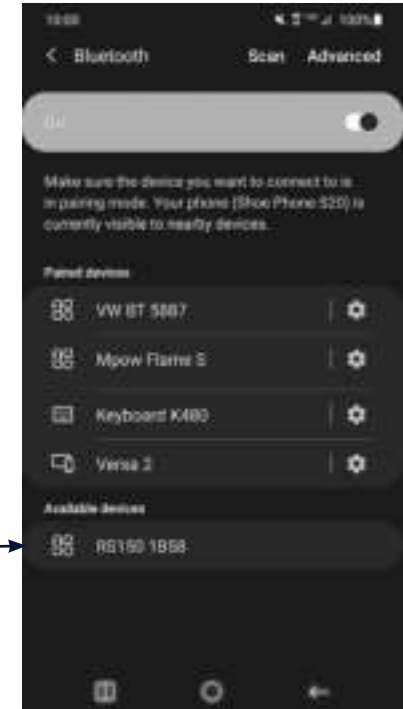 Bluetooth Scan Advanced
On
Make sure the device you want to connect to is
in pairing mode. Your phone (Shoe Phone S20) is
currently visible to nearby devices.
Paired devices
VW BT 5887
Mpow Flame S
Keyboard K480
Versa 2
Available devices
RS150 1B58